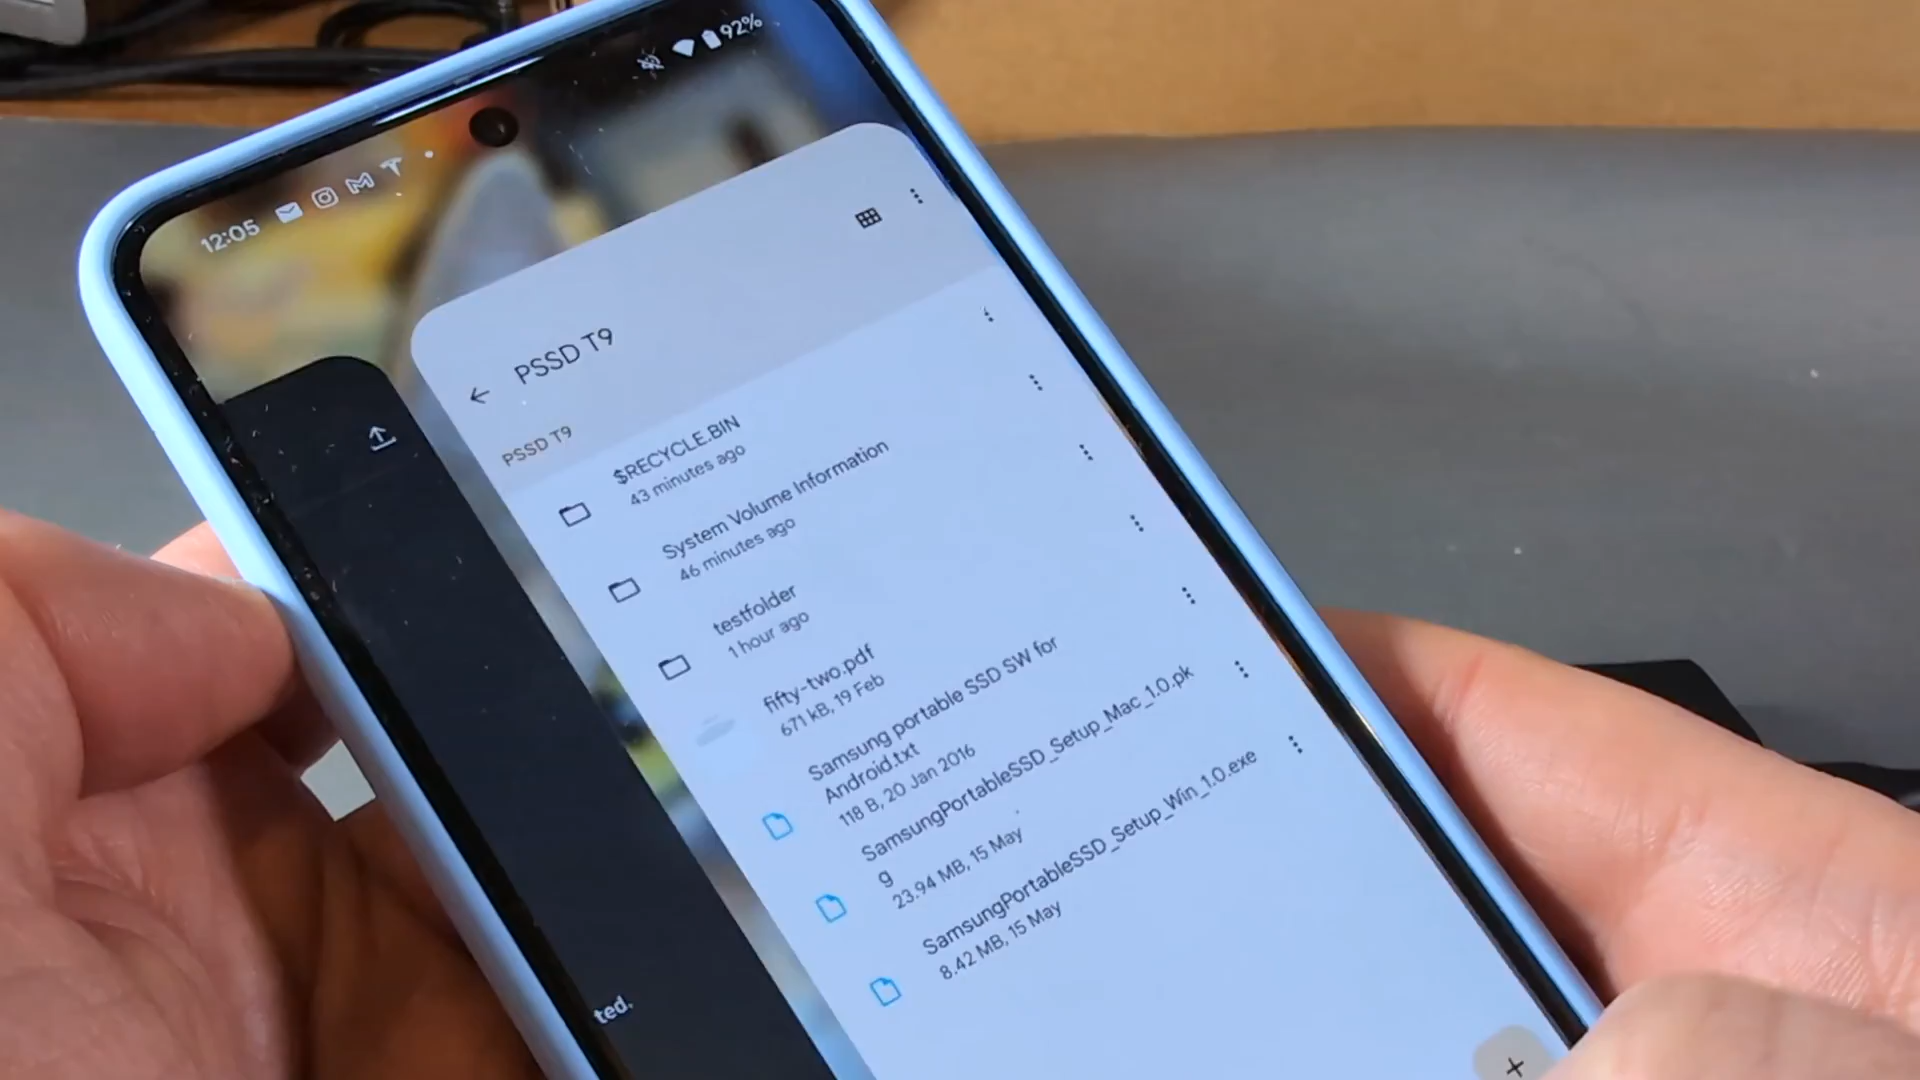 12:05
92%
PSSD T9
PSSD T9
$RECYCLE.BIN
43 minutes ago
System Volume Information
46 minutes ago
testfolder
1 hour ago
fifty-two.pdf
671 kB, 19 Feb
Samsung portable SSD SW for
Android.txt
118 B, 20 Jan 2016
SamsungPortableSSD_Setup_Mac_1.0.pk
g
23.94 MB, 15 May
SamsungPortableSSD_Setup_Win_1.0.exe
8.42 MB, 15 May
ted.